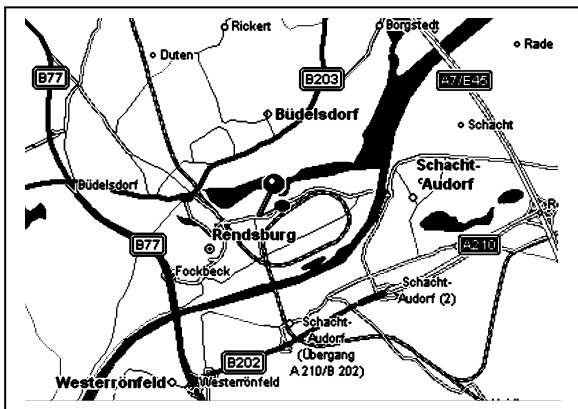 Rickert
Borgstedt
Rade
Duten
B77
B203
A7/E45
Büdelsdorf
Schacht
Schacht-
Audorf
Büdelsdorf
Rendsburg
B77
A210
Fockbeck
Schacht-
Audorf (2)
Schacht-
Audorf
(Übergang
A 210/B 202)
B202
Westerrönfeld
Westerrönfeld